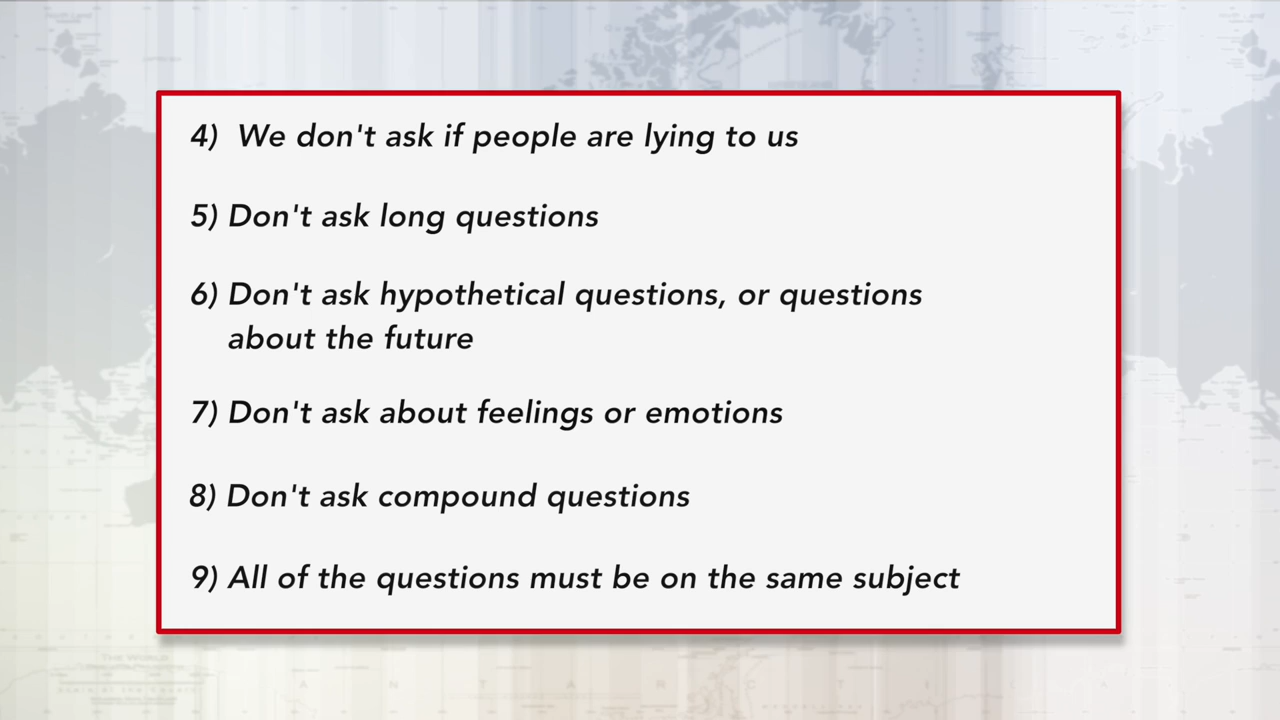 4) We don't ask if people are lying to us
5) Don't ask long questions
6) Don't ask hypothetical questions, or questions
about the future
7) Don't ask about feelings or emotions
8) Don't ask compound questions
9) All of the questions must be on the same subject
THE WORLD
A N T A R C T I C A